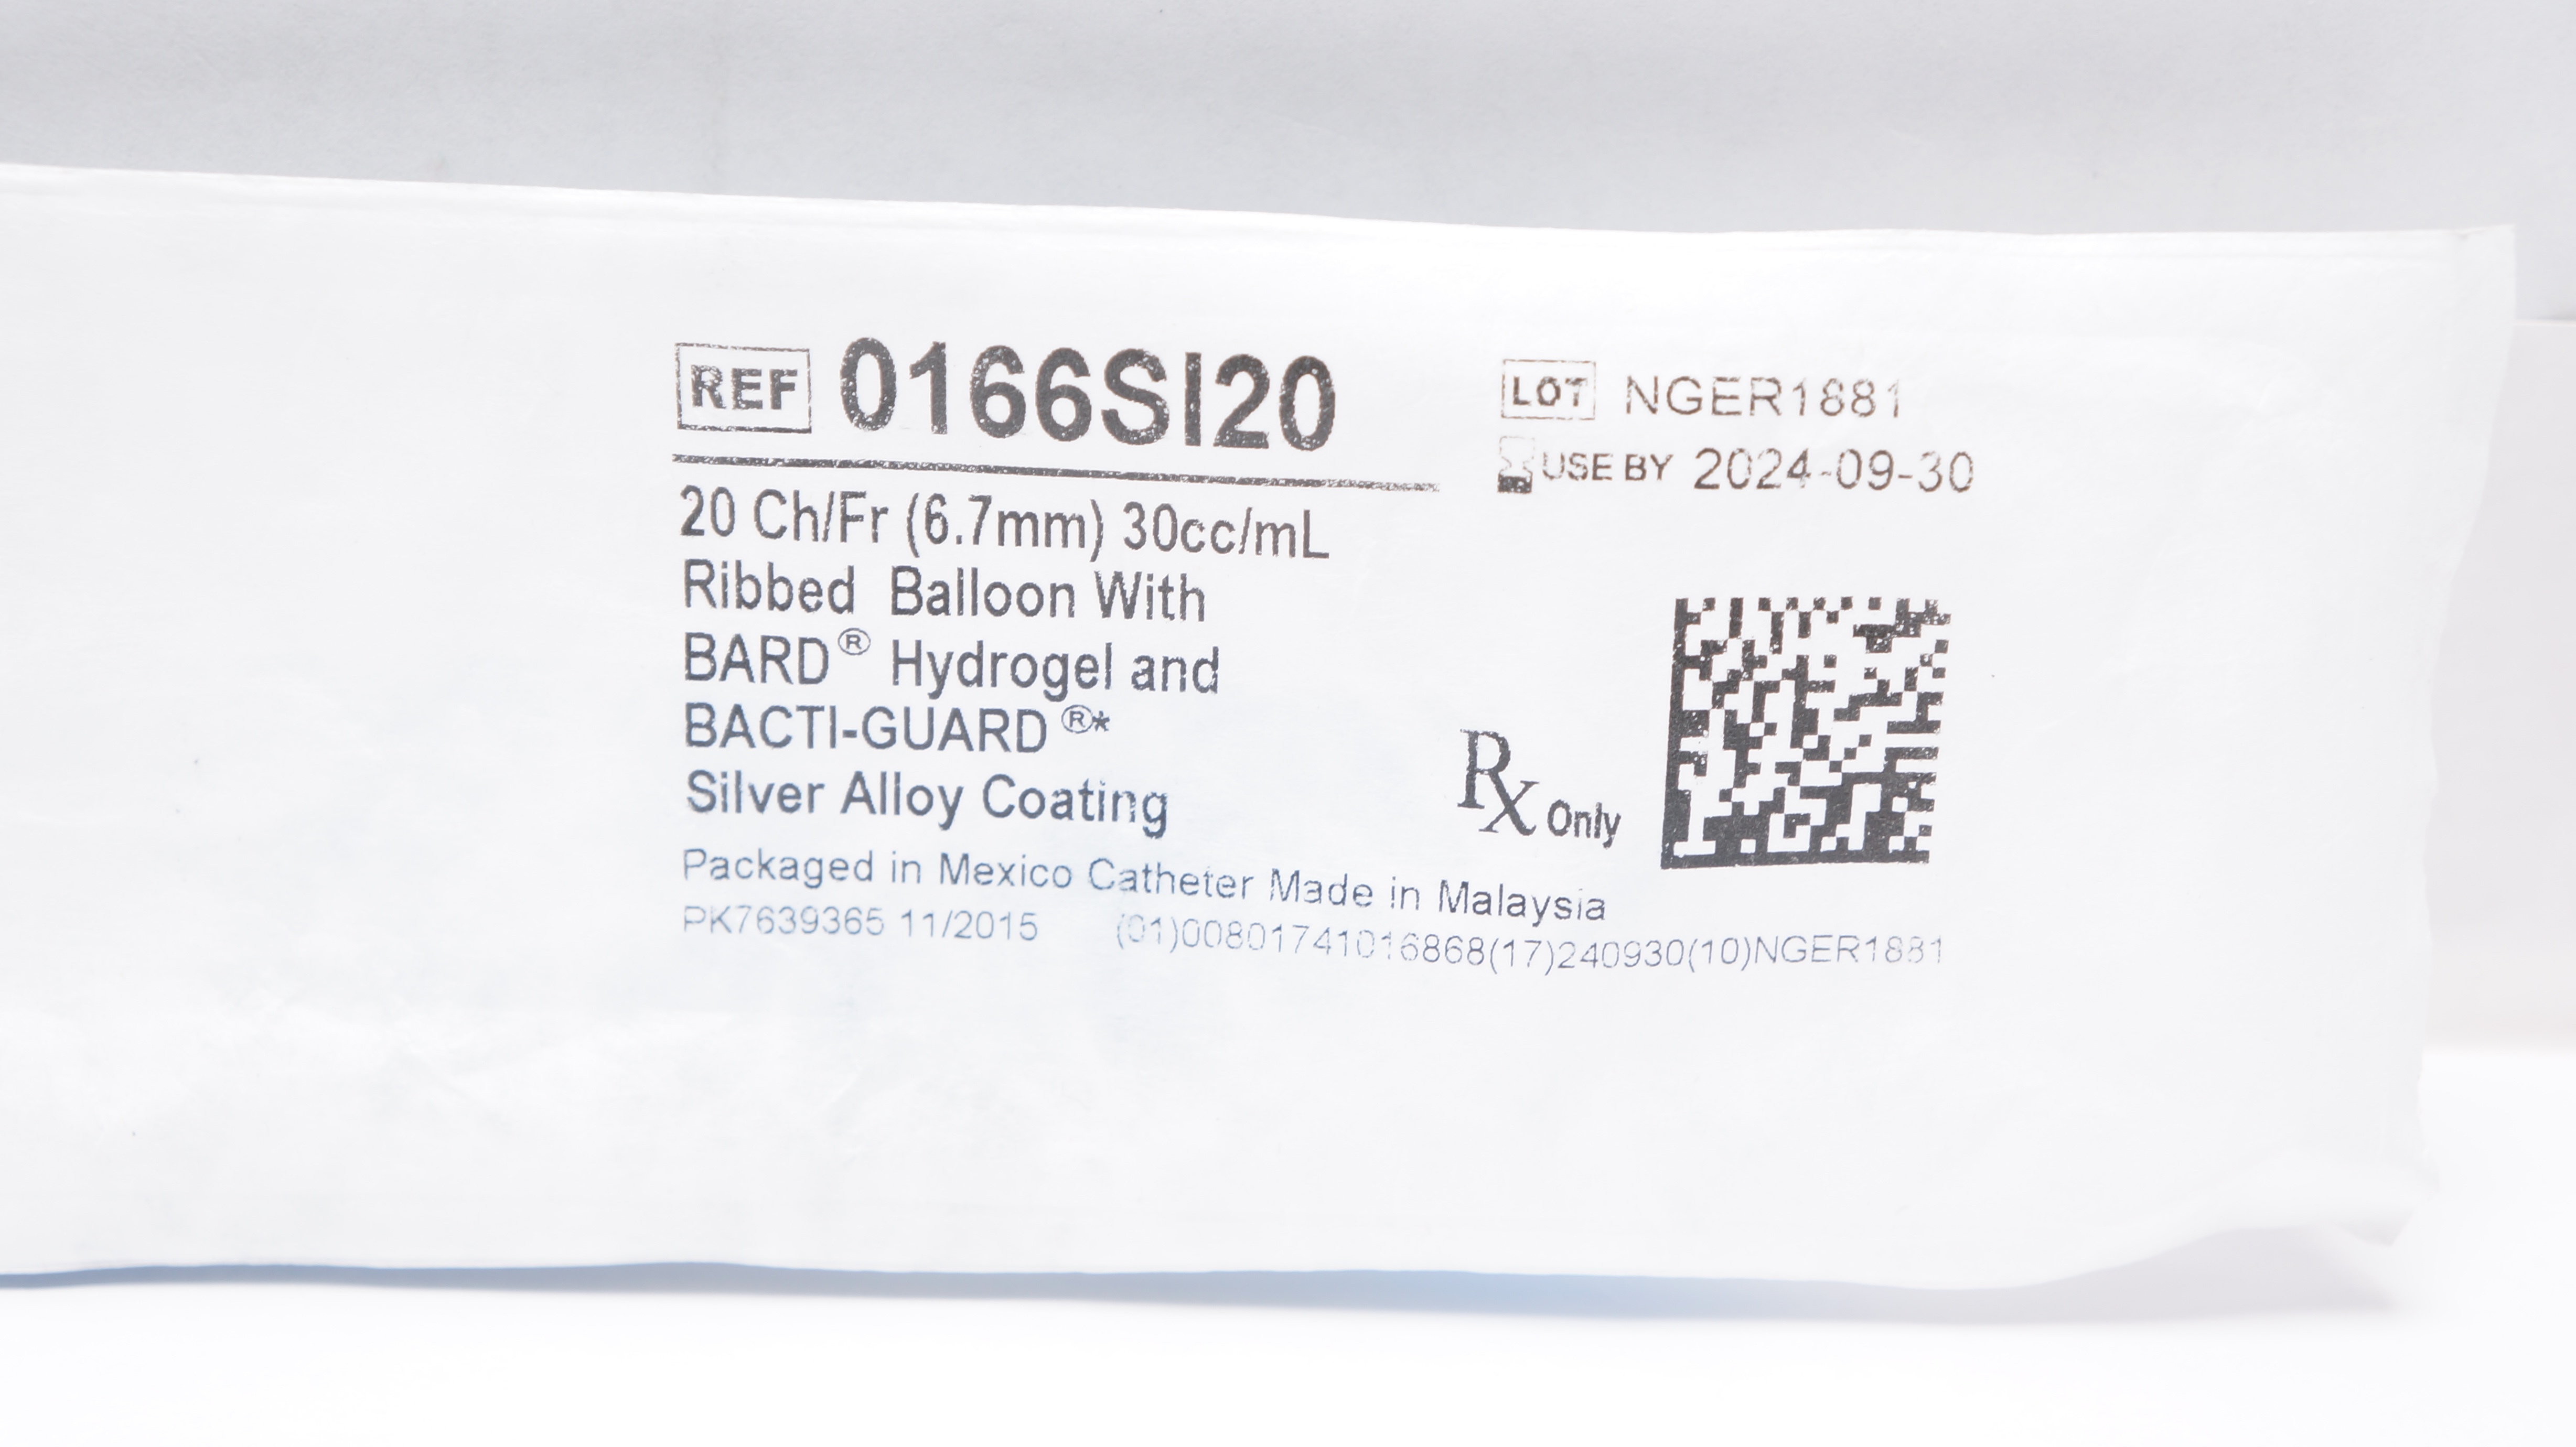 REF 0166SI20
LOT NGER1881
USE BY 2024-09-30
20 Ch/Fr (6.7mm) 30cc/mL
Ribbed Balloon With
BARD® Hydrogel and
BACTI-GUARD®*
Silver Alloy Coating
Rx Only
Packaged in Mexico Catheter Made in Malaysia
PK7639365 11/2015 (01)00801741016868(17)240930(10)NGER1881